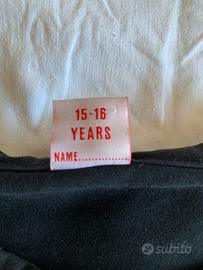 15-16
YEARS
NAME..............
subito